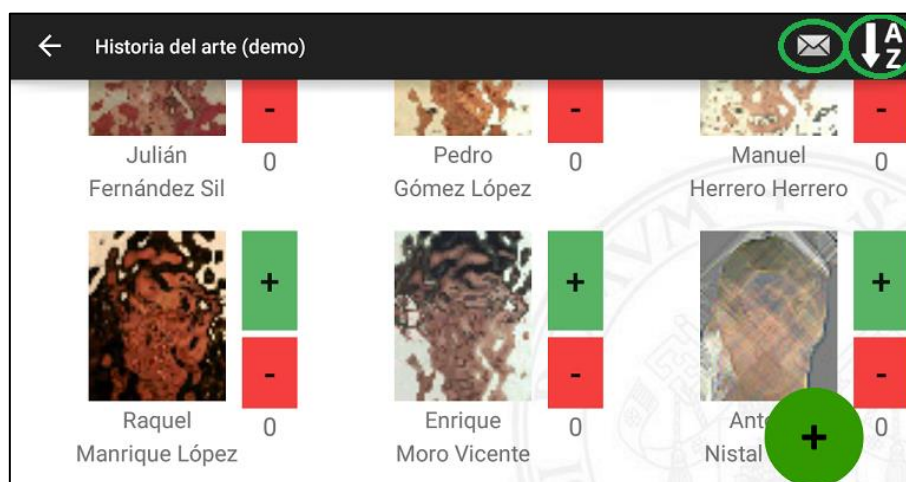 Historia del arte (demo)
A
Z
-
-
-
Julián
Fernández Sil
0
Pedro
Gómez López
0
Manuel
Herrero Herrero
0
+
+
+
-
-
-
Raquel
Manrique López
0
Enrique
Moro Vicente
0
Nistal
+
0